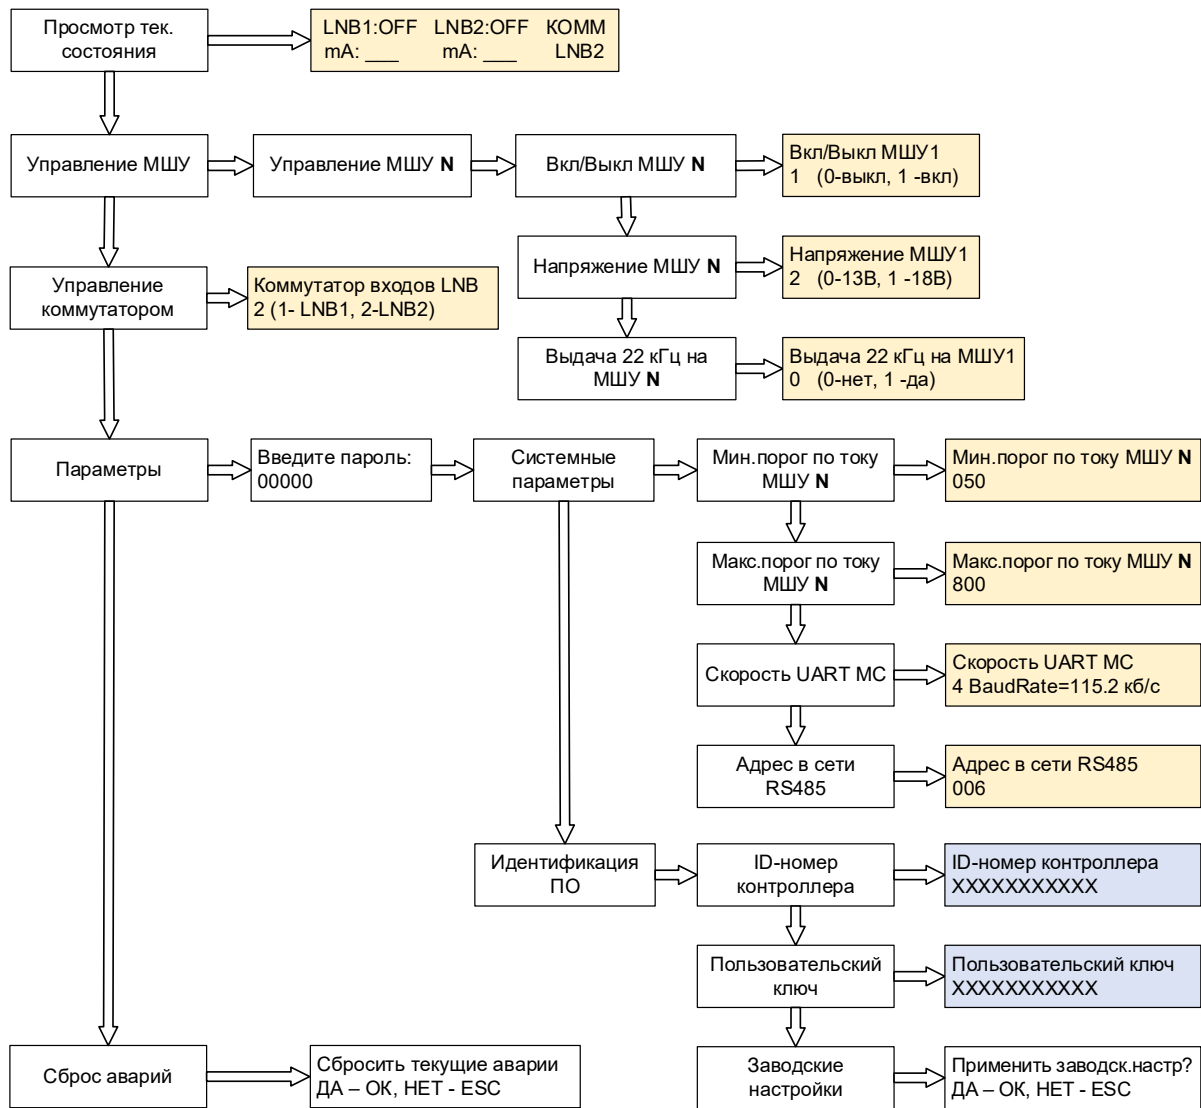 Просмотр тек.
состояния
LNB1:OFF LNB2:OFF КОММ
mA: ___ mA: ___ LNB2
Управление МШУ
Управление МШУ N
Вкл/Выкл МШУ N
Вкл/Выкл МШУ1
1 (0-выкл, 1 -вкл)
Напряжение МШУ N
Напряжение МШУ1
2 (0-13В, 1 -18В)
Управление
коммутатором
Коммутатор входов LNB
2 (1- LNB1, 2-LNB2)
Выдача 22 кГц на
МШУ N
Выдача 22 кГц на МШУ1
0 (0-нет, 1 -да)
Параметры
Введите пароль:
00000
Системные
параметры
Мин.порог по току
МШУ N
Мин.порог по току МШУ N
050
Макс.порог по току
МШУ N
Макс.порог по току МШУ N
800
Скорость UART МС
Скорость UART МС
4 BaudRate=115.2 кб/с
Адрес в сети
RS485
Адрес в сети RS485
006
Идентификация
ПО
ID-номер
контроллера
ID-номер контроллера
XXXXXXXXXXX
Пользовательский
ключ
Пользовательский ключ
XXXXXXXXXXX
Сброс аварий
Сбросить текущие аварии
ДА – ОК, НЕТ - ESC
Заводские
настройки
Применить заводск.настр?
ДА – ОК, НЕТ - ESC